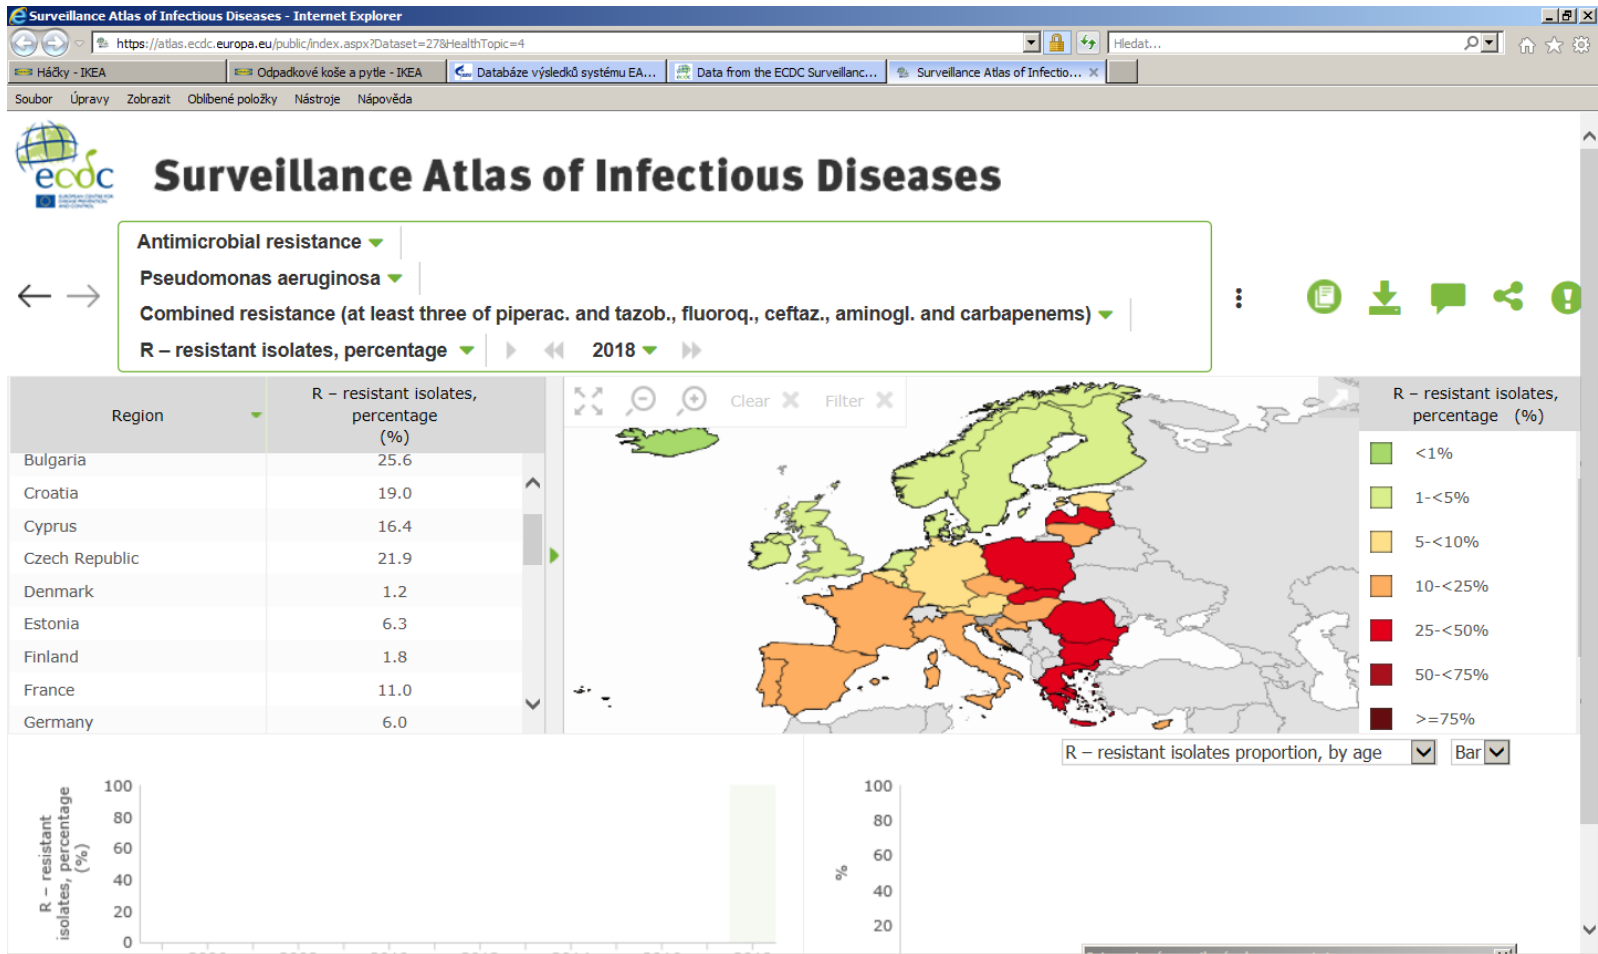 Surveillance Atlas of Infectious Diseases - Internet Explorer
https://atlas.ecdc.europa.eu/public/index.aspx?Dataset=27&HealthTopic=4
Hledat...
Háčky - IKEA
Odpadkové koše a pytle - IKEA
Databáze výsledků systému EA...
Data from the ECDC Surveillanc...
Surveillance Atlas of Infectio...
Soubor Úpravy Zobrazit Oblíbené položky Nástroje Nápověda
ecdc
EUROPEAN CENTRE FOR
DISEASE PREVENTION
AND CONTROL
Surveillance Atlas of Infectious Diseases
Antimicrobial resistance
Pseudomonas aeruginosa
Combined resistance (at least three of piperac. and tazob., fluoroq., ceftaz., aminogl. and carbapenems)
R – resistant isolates, percentage 2018
Region
R – resistant isolates,
percentage
(%)
Bulgaria 25.6
Croatia 19.0
Cyprus 16.4
Czech Republic 21.9
Denmark 1.2
Estonia 6.3
Finland 1.8
France 11.0
Germany 6.0
Clear
Filter
R – resistant isolates,
percentage (%)
<1%
1-<5%
5-<10%
10-<25%
25-<50%
50-<75%
>=75%
R – resistant
isolates, percentage
(%)
100
80
60
40
20
0
R – resistant isolates proportion, by age
Bar
%
100
80
60
40
20